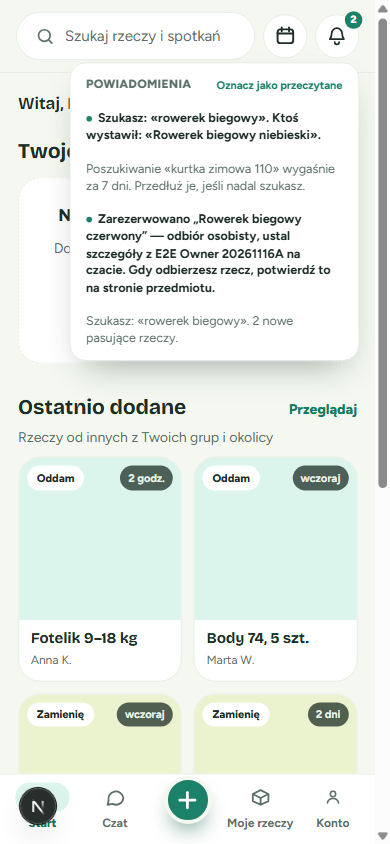 Szukaj rzeczy i spotkań
2
POWIADOMIENIA
Oznacz jako przeczytane
Witaj,
Szukasz: «rowerek biegowy». Ktoś
wystawił: «Rowerek biegowy niebieski».
Poszukiwanie «kurtka zimowa 110» wygaśnie
za 7 dni. Przedłuż je, jeśli nadal szukasz.
Zarezerwowano „Rowerek biegowy
czerwony” — odbiór osobisty, ustal
szczegóły z E2E Owner 20261116A na
czacie. Gdy odbierzesz rzecz, potwierdź to
na stronie przedmiotu.
Szukasz: «rowerek biegowy». 2 nowe
pasujące rzeczy.
Ostatnio dodane
Przeglądaj
Rzeczy od innych z Twoich grup i okolicy
Oddam
2 godz.
Oddam
wczoraj
Fotelik 9–18 kg
Anna K.
Body 74, 5 szt.
Marta W.
Zamienię
wczoraj
Zamienię
2 dni
N
Start
Czat
Moje rzeczy
Konto